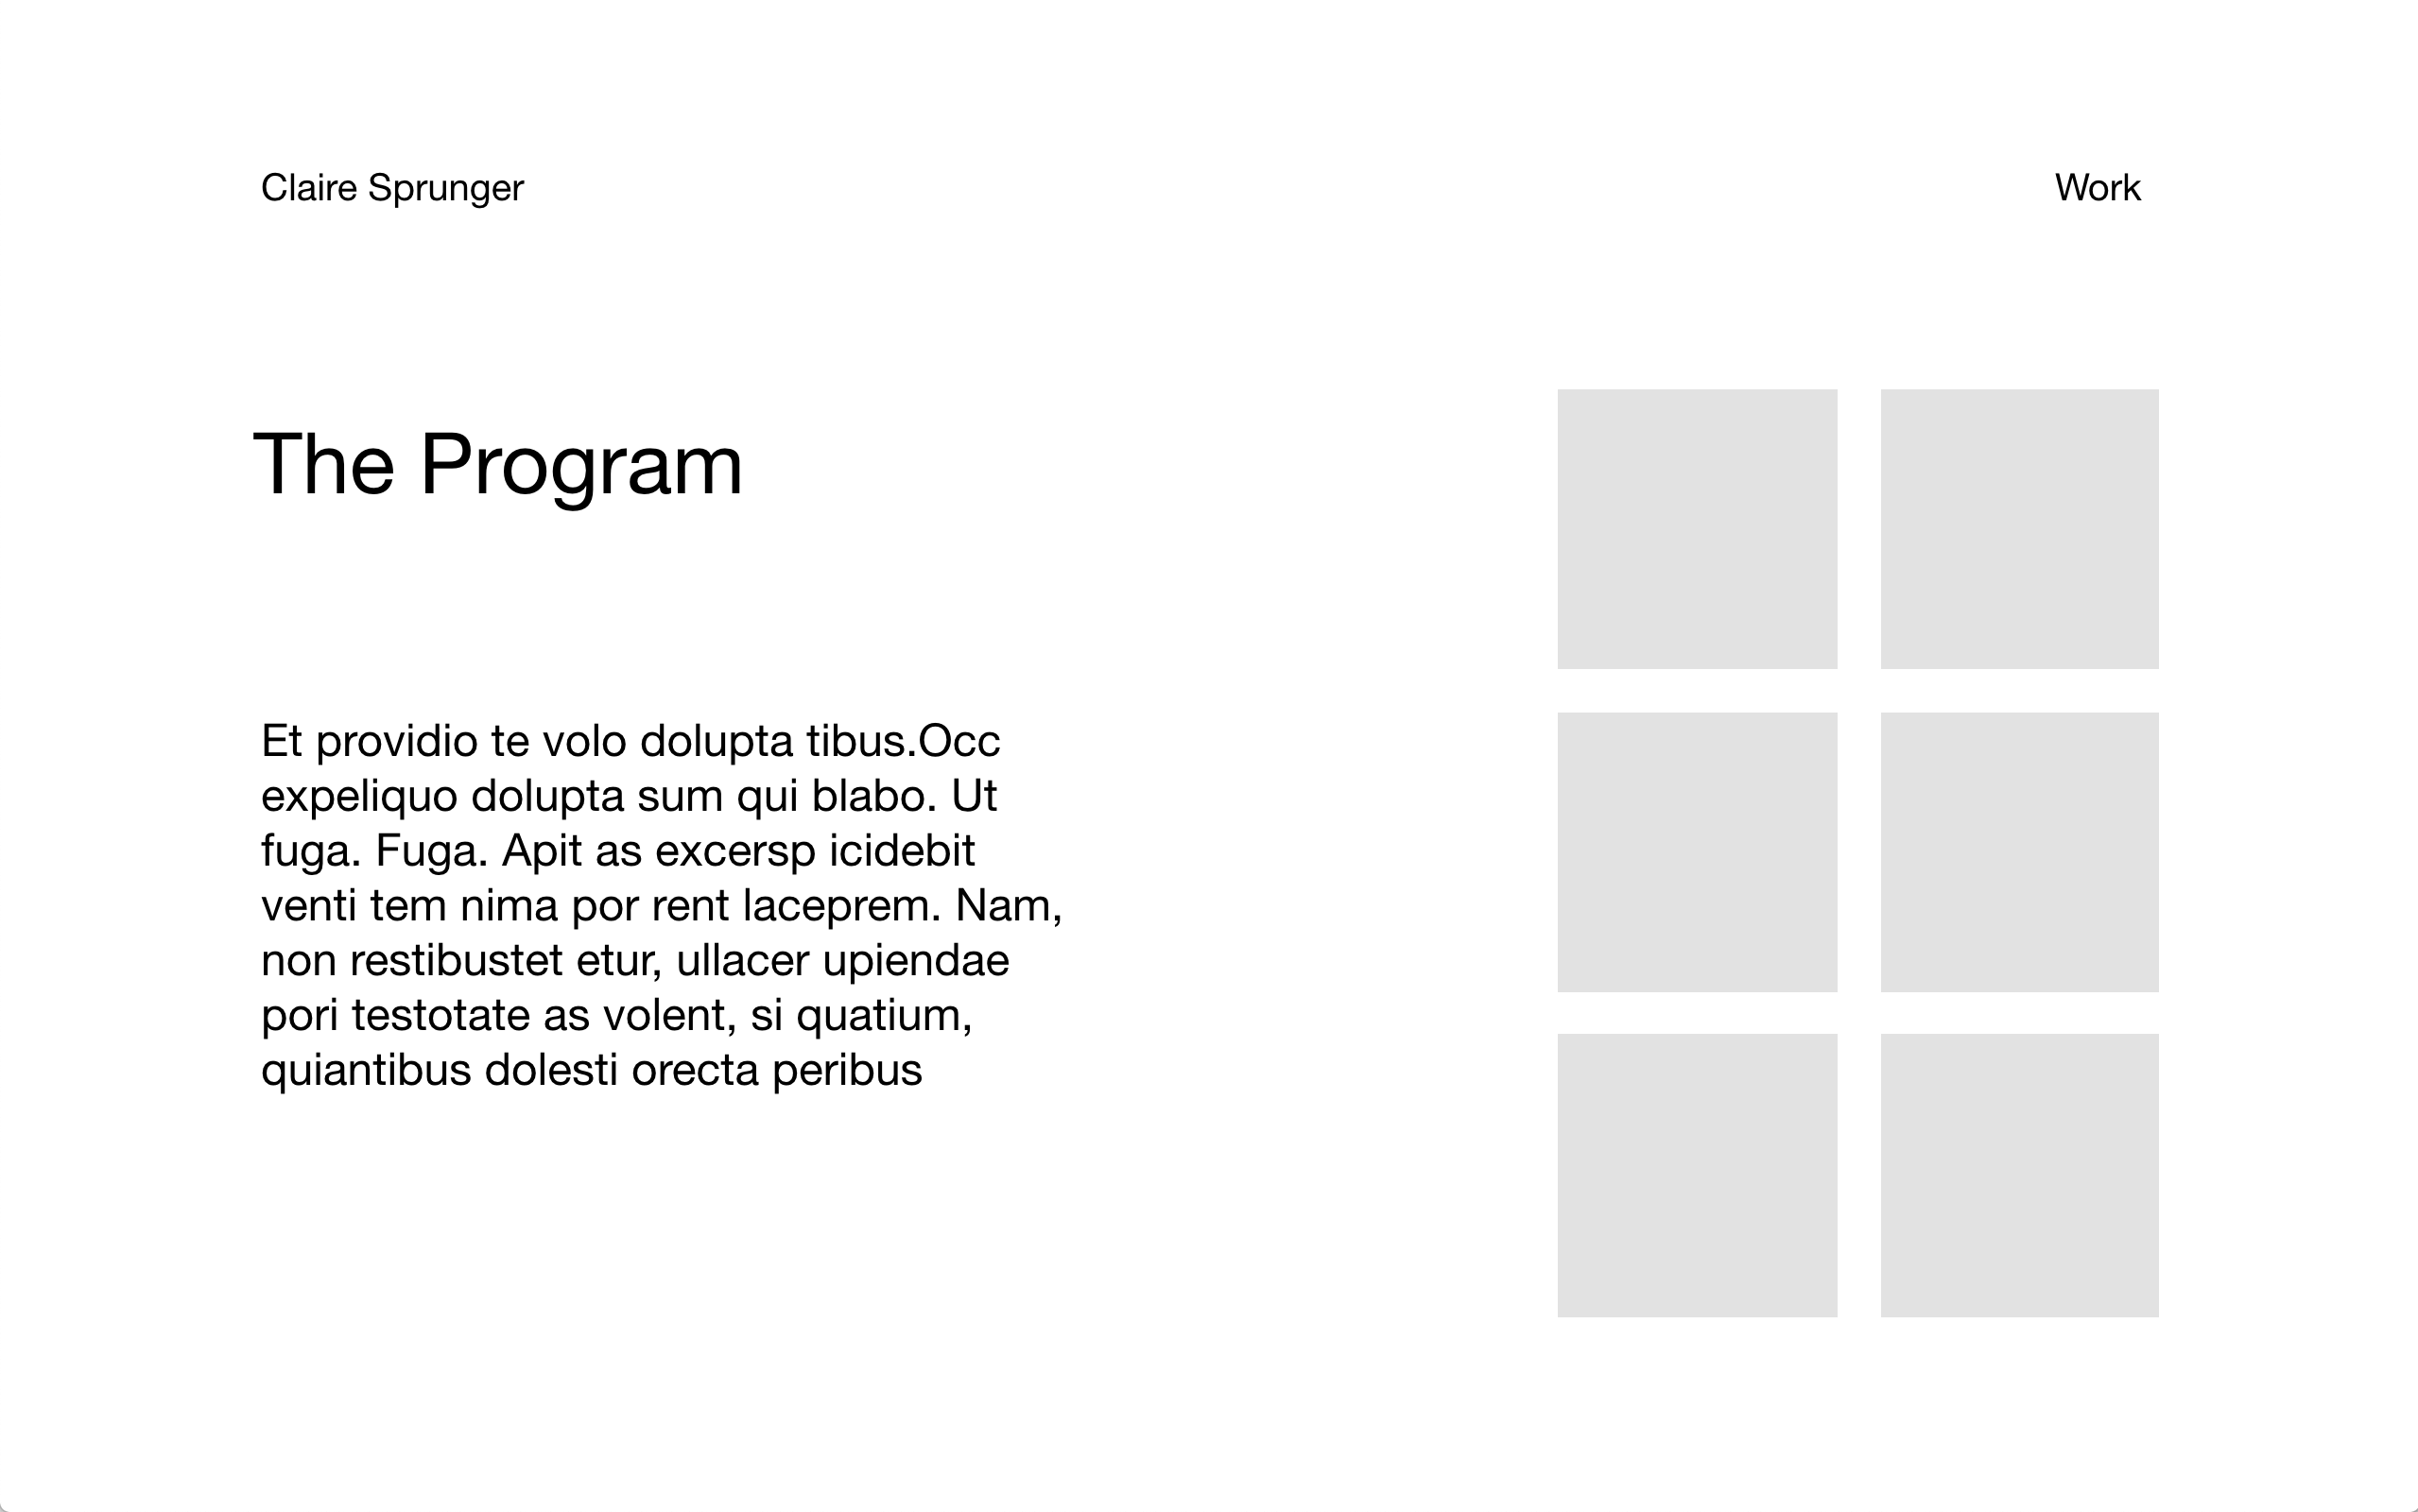 Claire Sprunger
Work
The Program
Et providio te volo dolupta tibus.Occ
expeliquo dolupta sum qui blabo. Ut
fuga. Fuga. Apit as excersp icidebit
venti tem nima por rent laceprem. Nam,
non restibustet etur, ullacer upiendae
pori testotate as volent, si quatium,
quiantibus dolesti orecta peribus